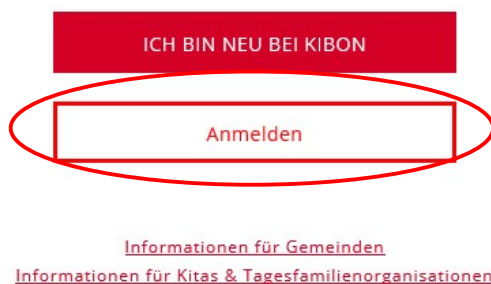 ICH BIN NEU BEI KIBON
Anmelden
Informationen für Gemeinden
Informationen für Kitas & Tagesfamilienorganisationen